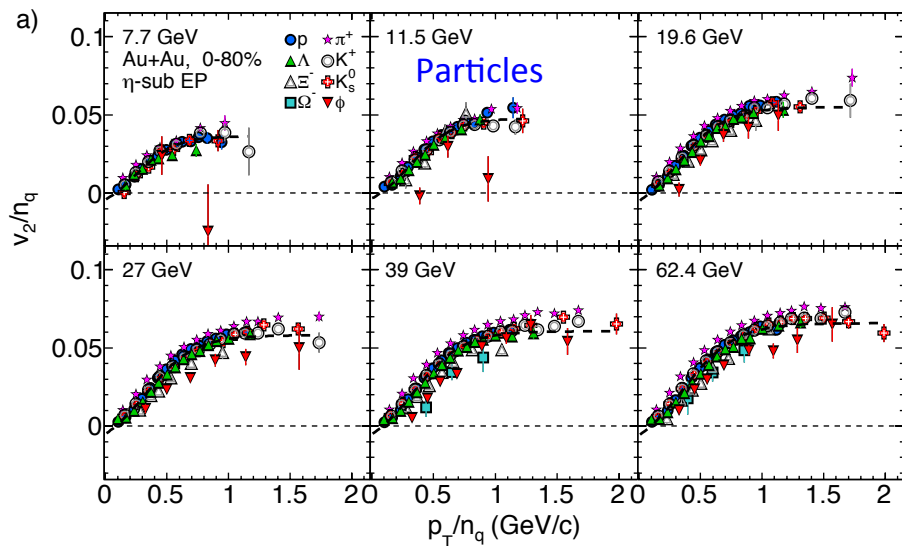 a)
7.7 GeV
Au+Au, 0-80%
η-sub EP
p π⁺
Λ K⁺
Ξ⁻ K⁰ₛ
Ω⁻ ϕ
11.5 GeV
Particles
19.6 GeV
0.1
0.05
0
v₂/n_q
27 GeV
39 GeV
62.4 GeV
0.1
0.05
0
0 0.5 1 1.5 2 0 0.5 1 1.5 2 0 0.5 1 1.5 2
p_T/n_q (GeV/c)